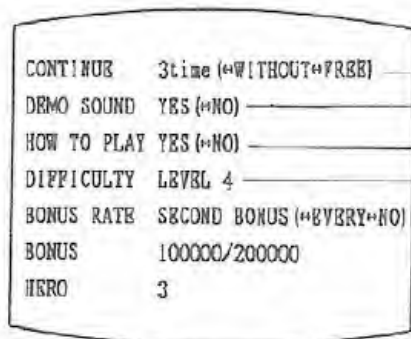 CONTINUE 3time (↔WITHOUT↔FREE)
DEMO SOUND YES (↔NO)
HOW TO PLAY YES (↔NO)
DIFFICULTY LEVEL 4
BONUS RATE SECOND BONUS (↔EVERY↔NO)
BONUS 100000/200000
HERO 3